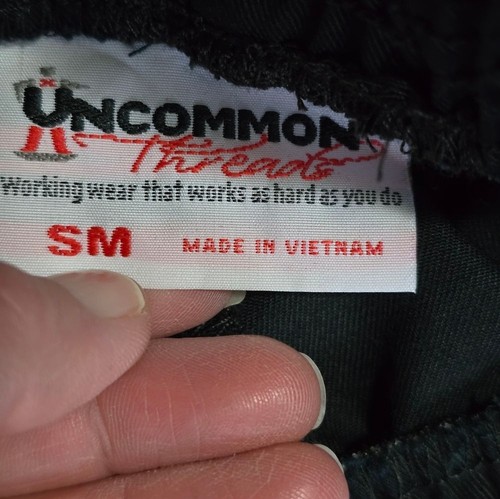 UNCOMMON
Threads
Working wear that works as hard as you do
SM MADE IN VIETNAM